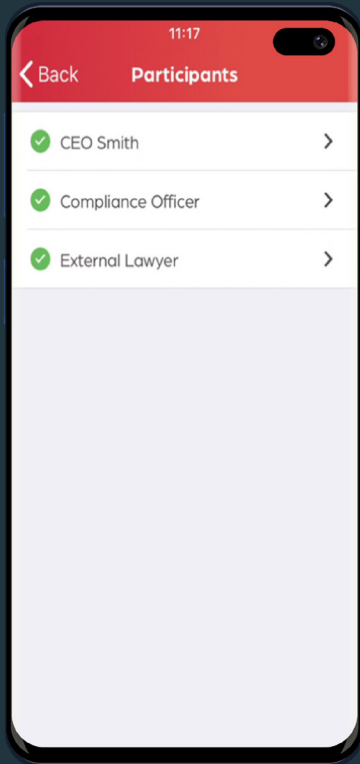 11:17
Back Participants
CEO Smith
Compliance Officer
External Lawyer